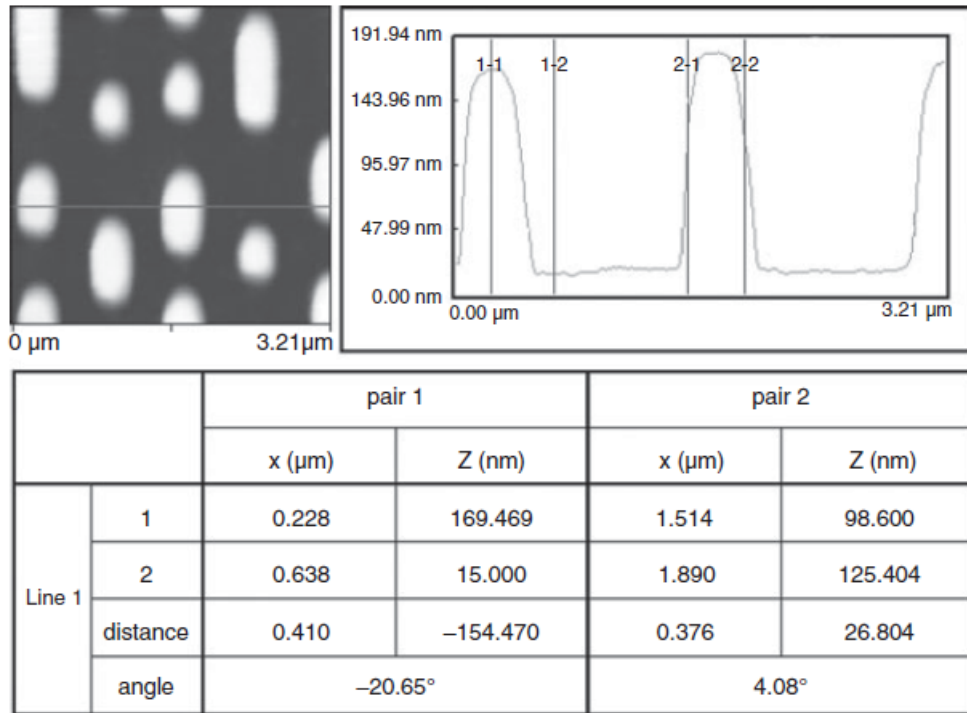 191.94 nm
143.96 nm
95.97 nm
47.99 nm
0.00 nm
1-1 1-2 2-1 2-2
0.00 µm 3.21 µm
0 µm 3.21µm
pair 1 pair 2
x (µm) Z (nm) x (µm) Z (nm)
Line 1
1 0.228 169.469 1.514 98.600
2 0.638 15.000 1.890 125.404
distance 0.410 –154.470 0.376 26.804
angle –20.65° 4.08°